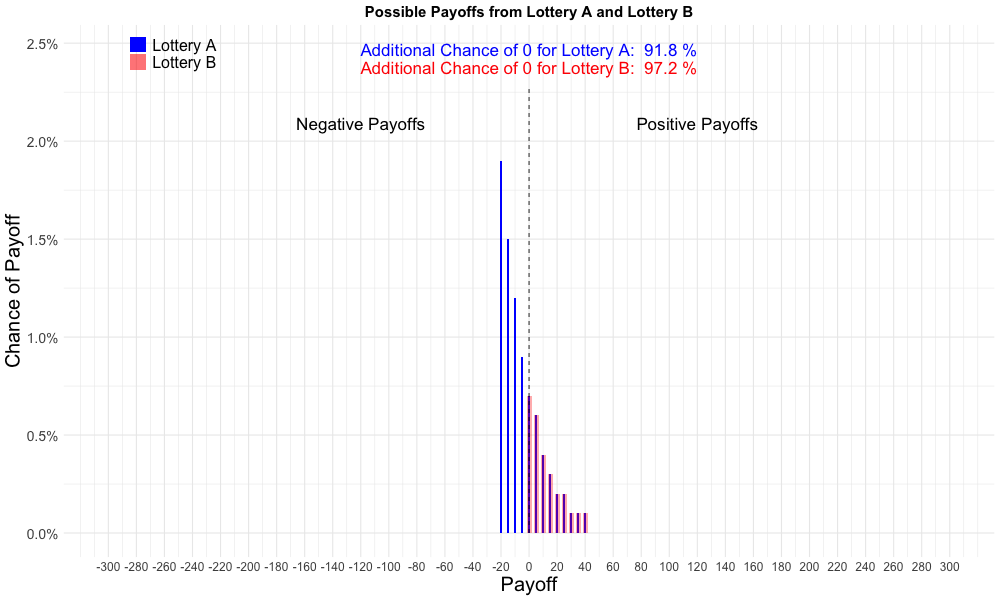 Possible Payoffs from Lottery A and Lottery B
Lottery A
Lottery B
Additional Chance of 0 for Lottery A:  91.8 %
Additional Chance of 0 for Lottery B:  97.2 %
Negative Payoffs
Positive Payoffs
Chance of Payoff
2.5%
2.0%
1.5%
1.0%
0.5%
0.0%
-300 -280 -260 -240 -220 -200 -180 -160 -140 -120 -100 -80 -60 -40 -20 0 20 40 60 80 100 120 140 160 180 200 220 240 260 280 300
Payoff